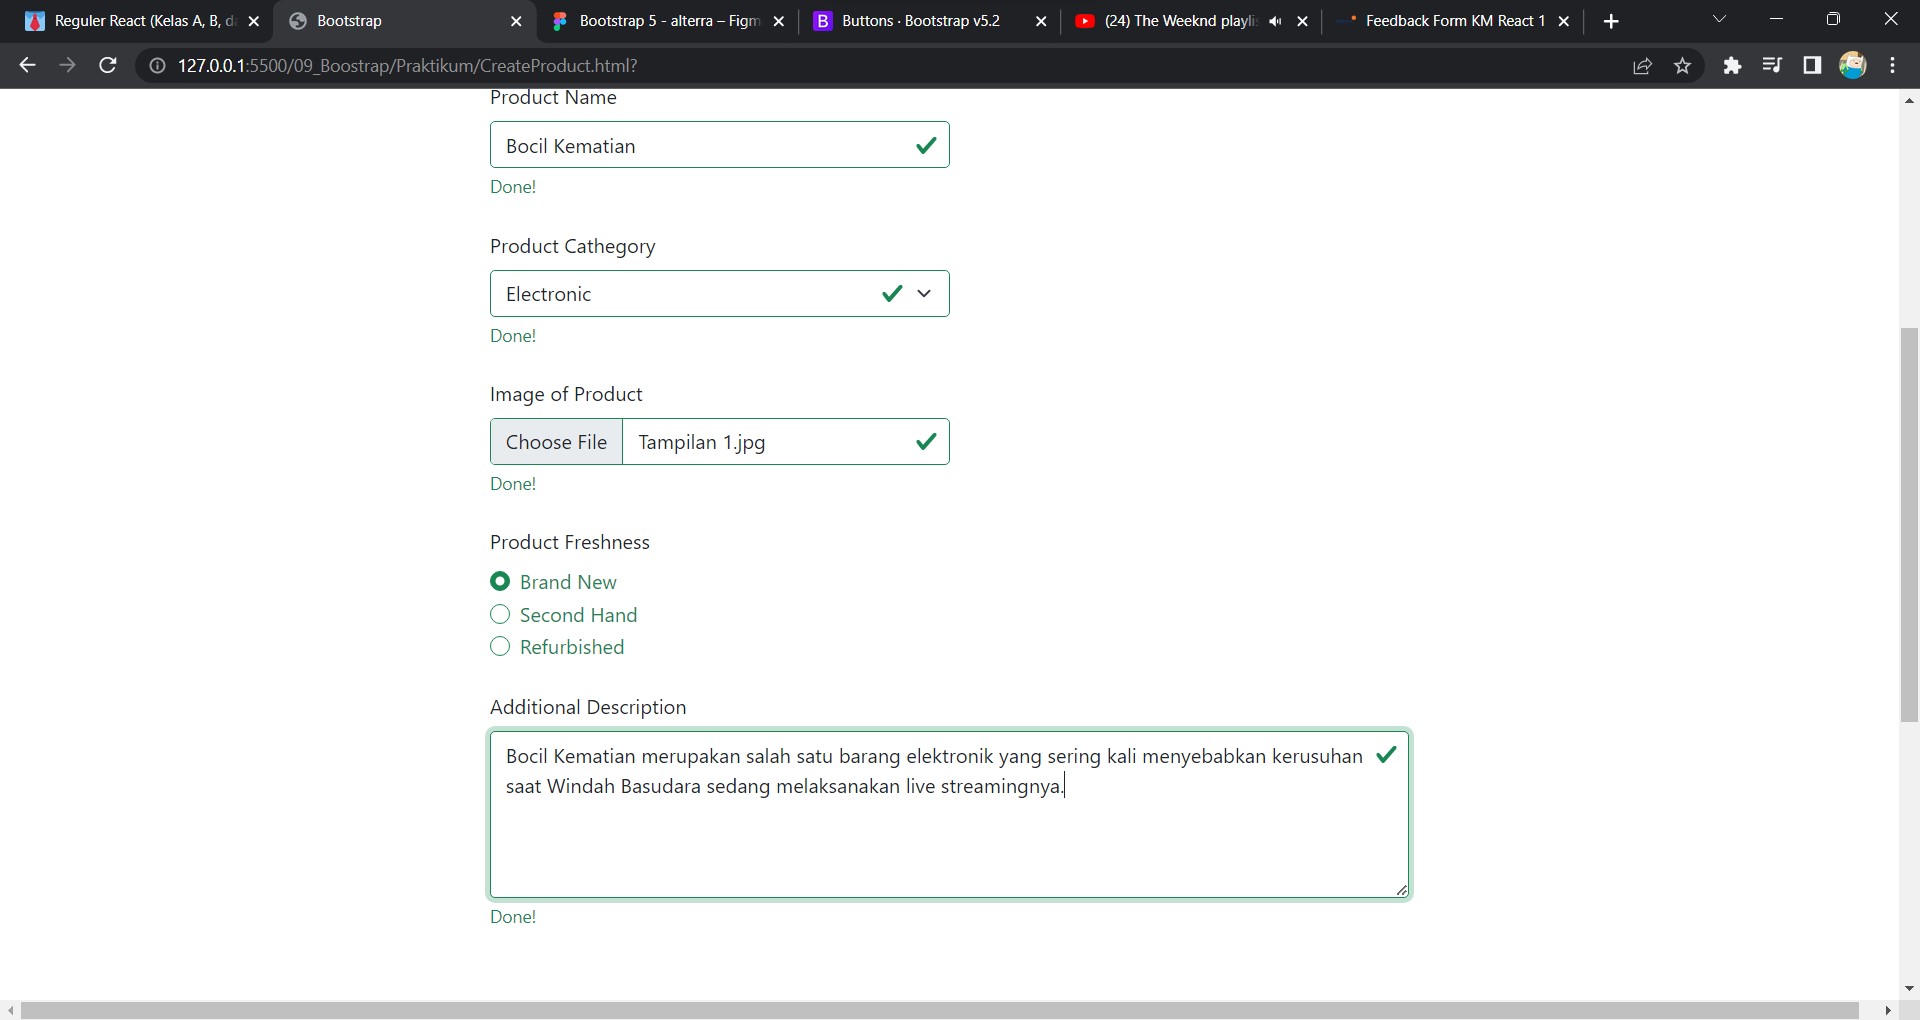 Reguler React (Kelas A, B, d
Bootstrap
Bootstrap 5 - alterra – Figm
B Buttons · Bootstrap v5.2
(24) The Weeknd playli
Feedback Form KM React 1
127.0.0.1:5500/09_Boostrap/Praktikum/CreateProduct.html?
Product Name
Bocil Kematian
Done!
Product Cathegory
Electronic
Done!
Image of Product
Choose File Tampilan 1.jpg
Done!
Product Freshness
Brand New
Second Hand
Refurbished
Additional Description
Bocil Kematian merupakan salah satu barang elektronik yang sering kali menyebabkan kerusuhan
saat Windah Basudara sedang melaksanakan live streamingnya.
Done!